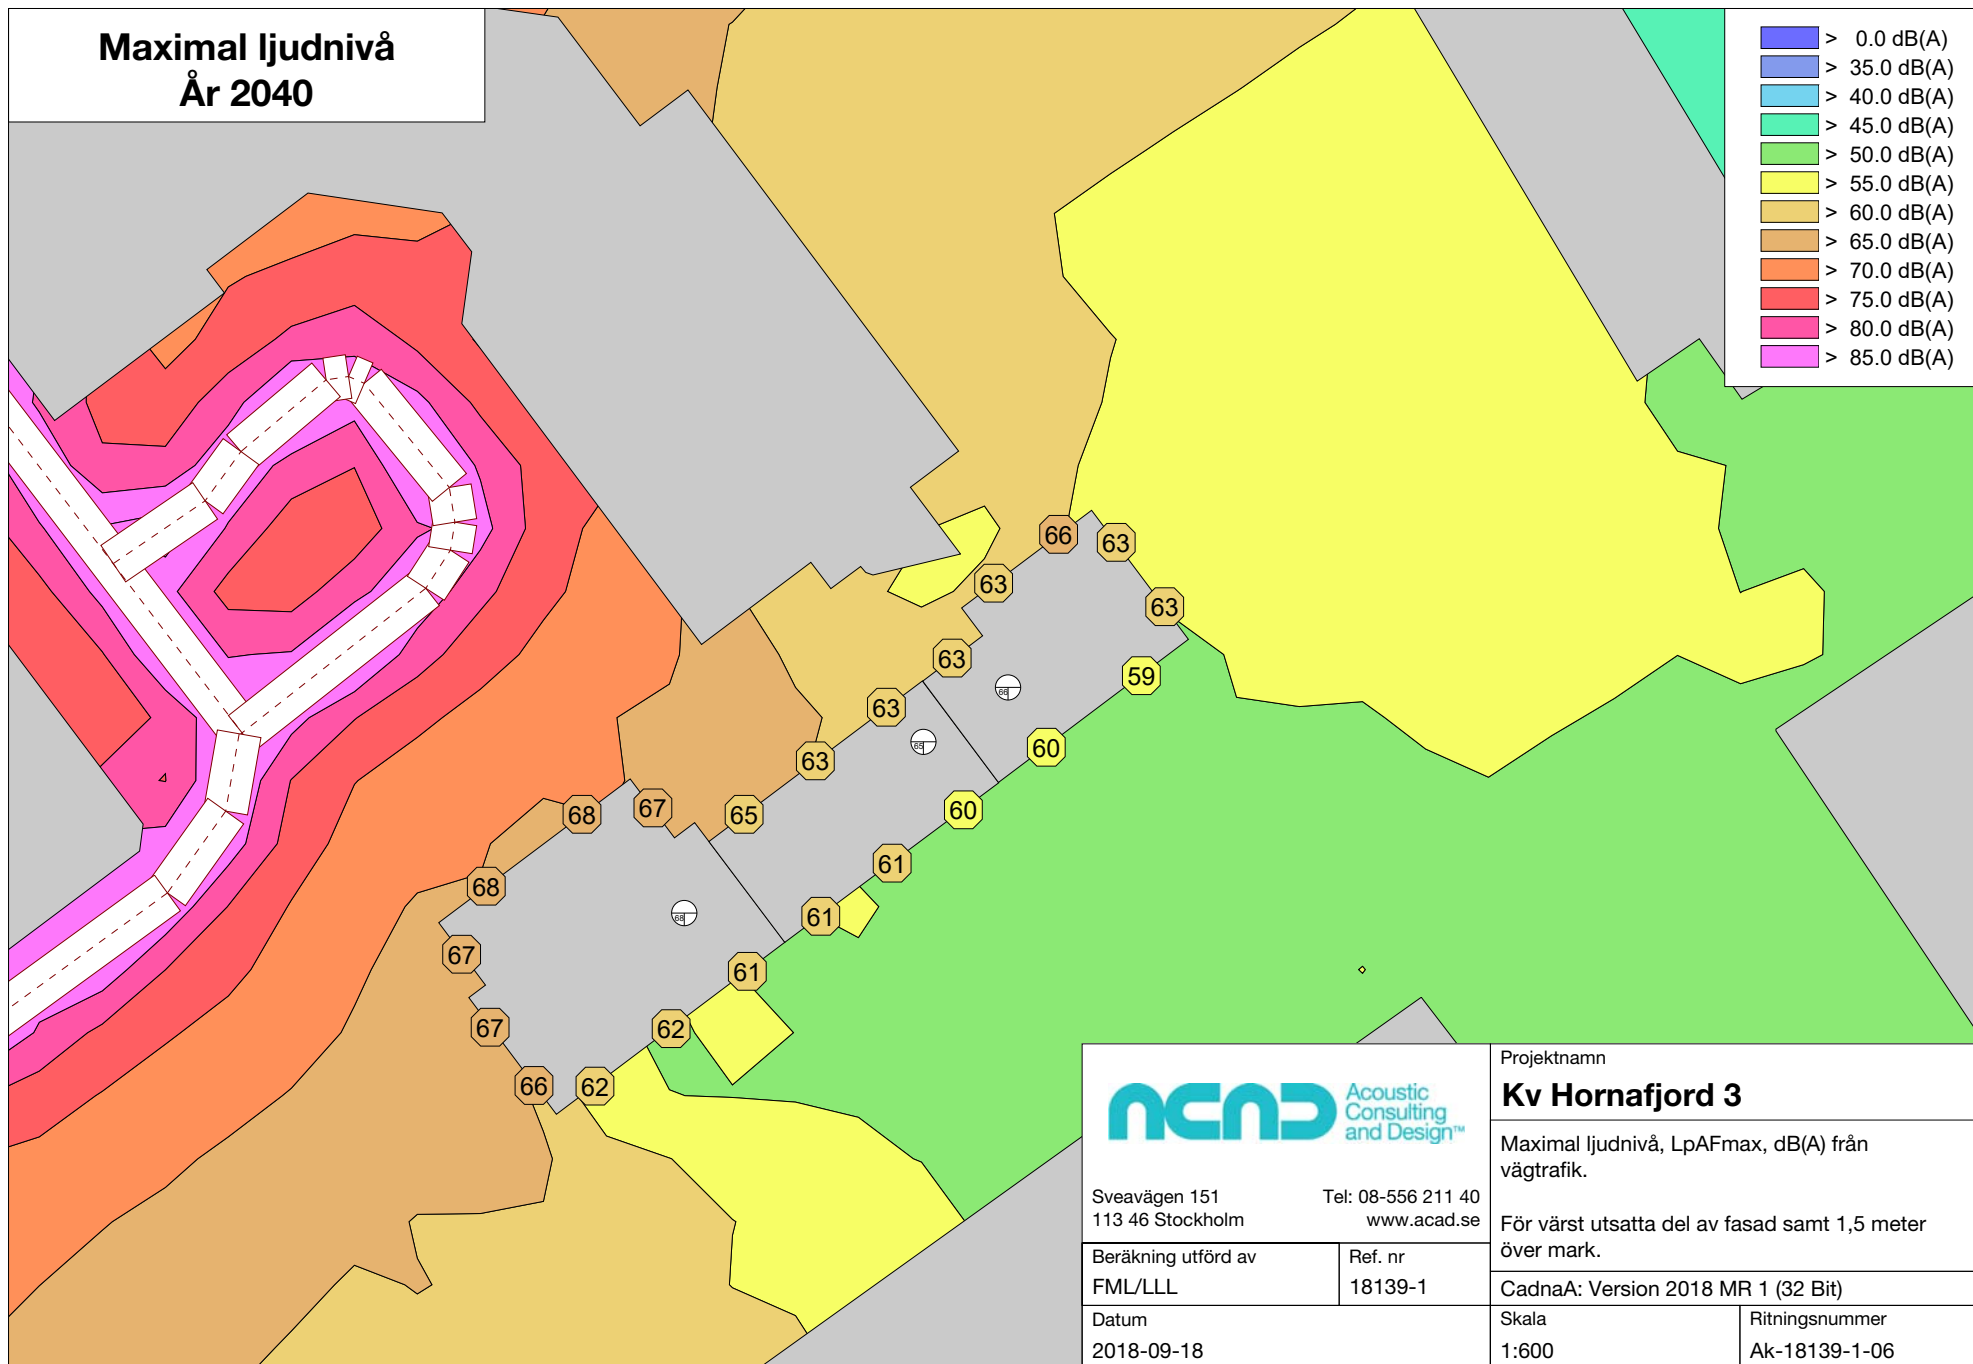 Maximal ljudnivå
År 2040
> 0.0 dB(A)
> 35.0 dB(A)
> 40.0 dB(A)
> 45.0 dB(A)
> 50.0 dB(A)
> 55.0 dB(A)
> 60.0 dB(A)
> 65.0 dB(A)
> 70.0 dB(A)
> 75.0 dB(A)
> 80.0 dB(A)
> 85.0 dB(A)
66
63
63
63
63
59
66
63
65
60
63
60
65
67
68
61
68
61
68
67
61
67
62
66
62
ACAD
Acoustic
Consulting
and Design™
Sveavägen 151
113 46 Stockholm
Tel: 08-556 211 40
www.acad.se
Beräkning utförd av
FML/LLL
Ref. nr
18139-1
Datum
2018-09-18
Projektnamn
Kv Hornafjord 3
Maximal ljudnivå, LpAFmax, dB(A) från
vägtrafik.
För värst utsatta del av fasad samt 1,5 meter
över mark.
CadnaA: Version 2018 MR 1 (32 Bit)
Skala
1:600
Ritningsnummer
Ak-18139-1-06